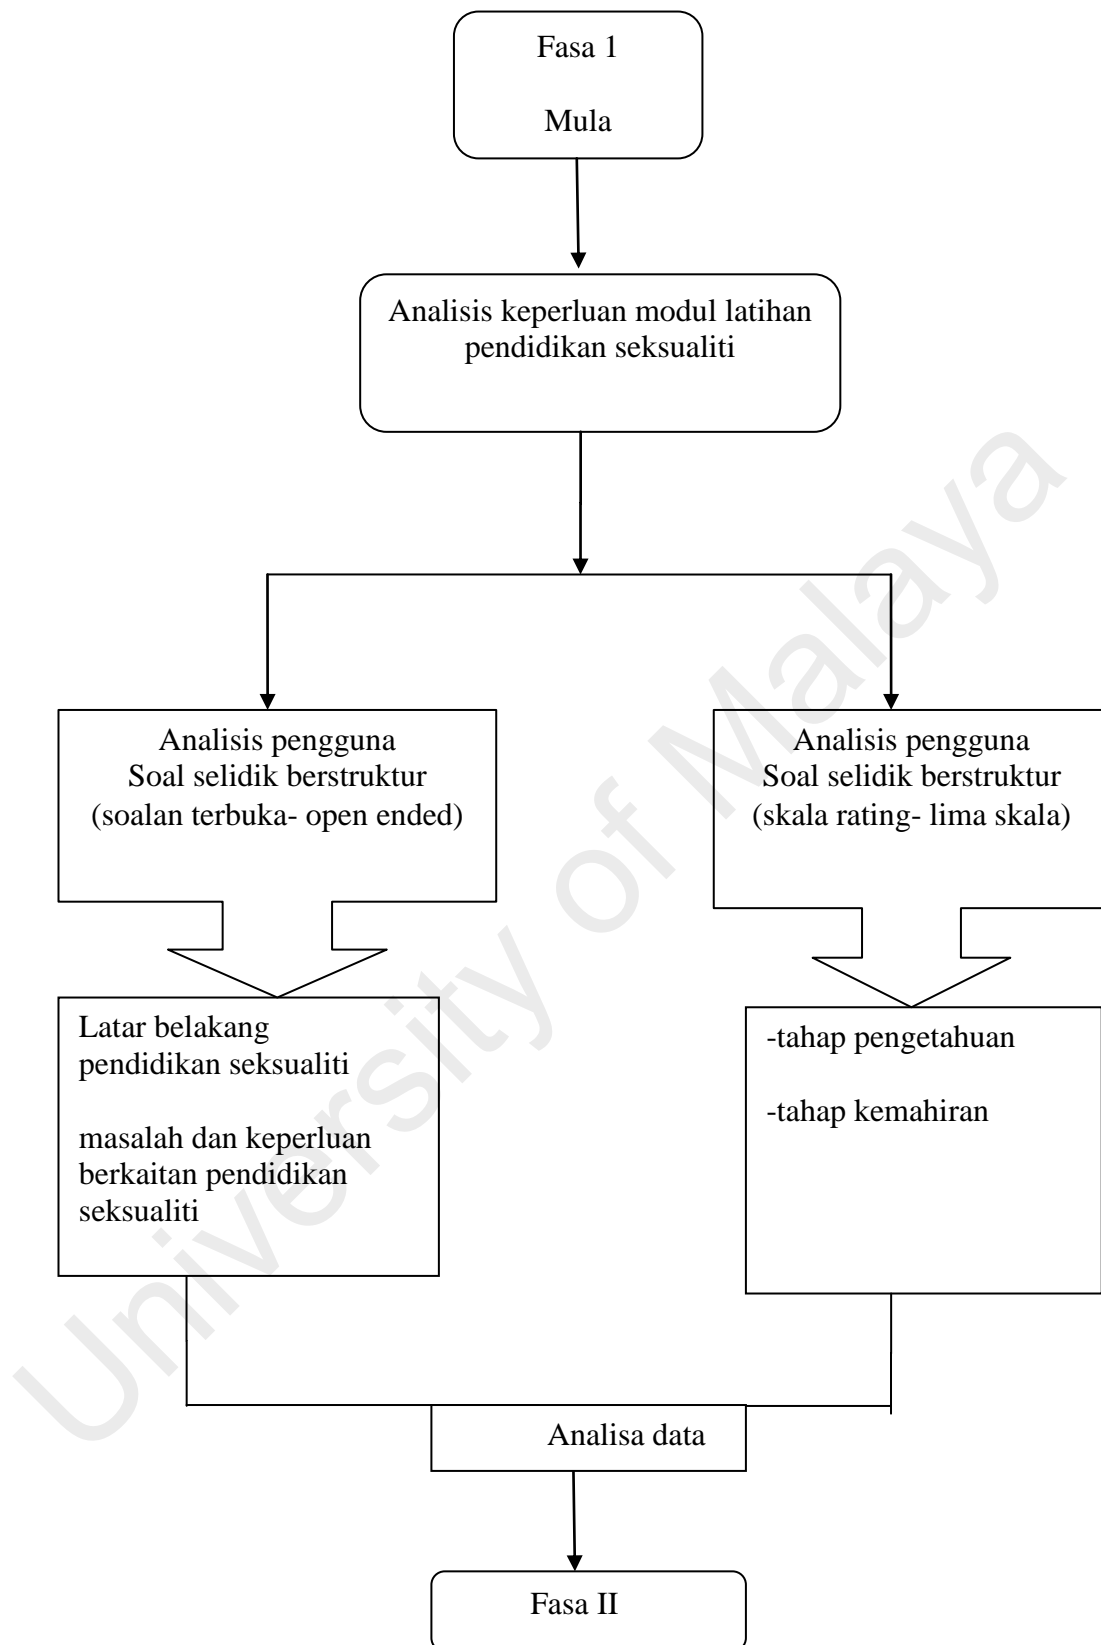 Fasa 1
Mula
Analisis keperluan modul latihan
pendidikan seksualiti
Analisis pengguna
Soal selidik berstruktur
(soalan terbuka- open ended)
Analisis pengguna
Soal selidik berstruktur
(skala rating- lima skala)
Latar belakang
pendidikan seksualiti
masalah dan keperluan
berkaitan pendidikan
seksualiti
-tahap pengetahuan
-tahap kemahiran
Analisa data
Fasa II
University of Malaya